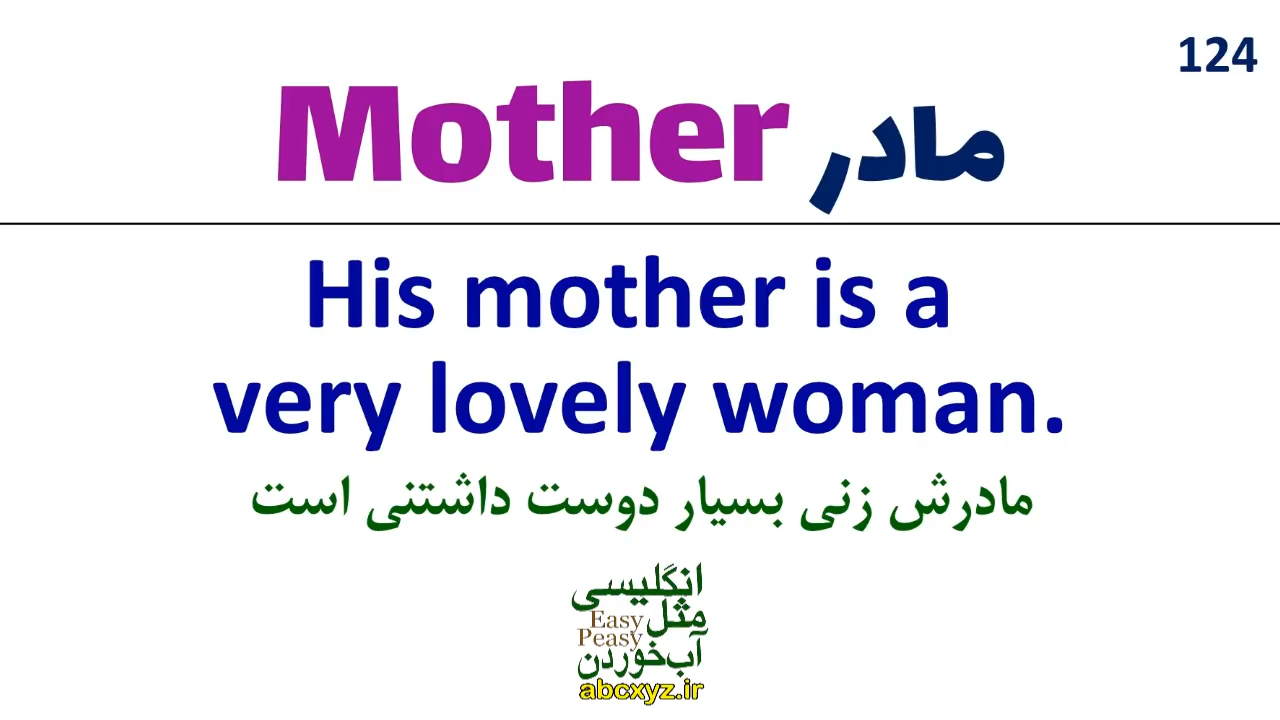 124
Mother مادر
His mother is a
very lovely woman.
مادرش زنی بسیار دوست داشتنی است
انگلیسی
مثل Easy
Peasy
آب‌خوردن
abcxyz.ir